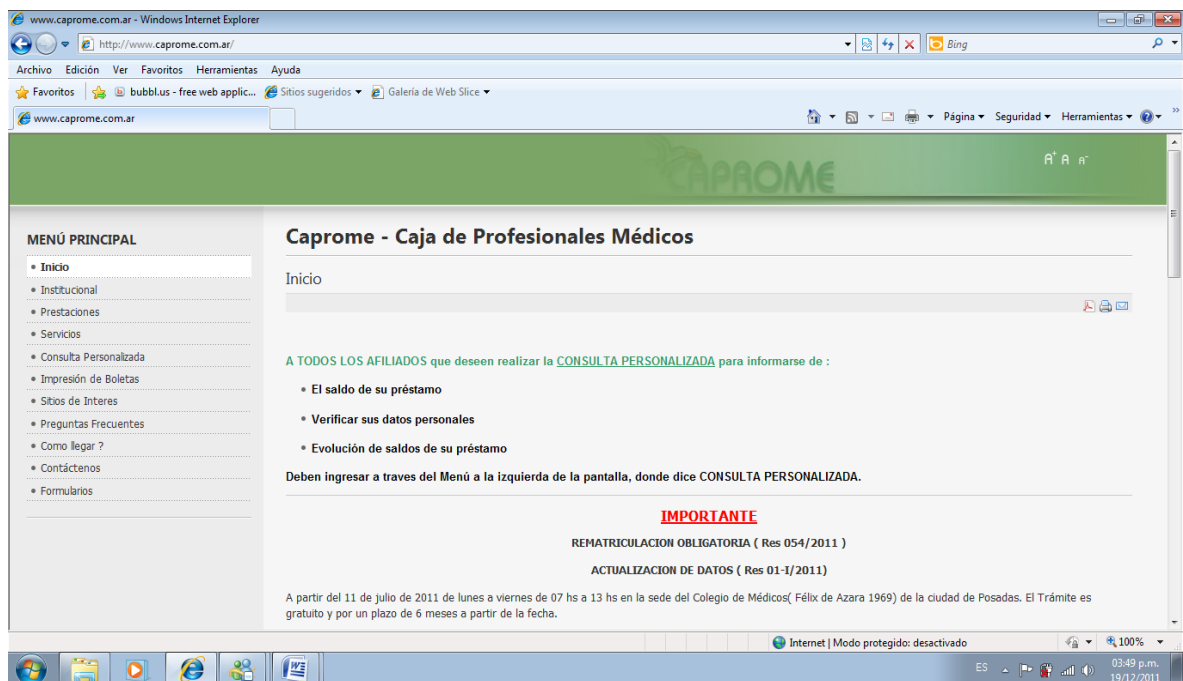 www.caprome.com.ar - Windows Internet Explorer
http://www.caprome.com.ar/
Bing
Archivo Edición Ver Favoritos Herramientas Ayuda
Favoritos bubbl.us - free web applic... Sitios sugeridos Galería de Web Slice
www.caprome.com.ar
Página Seguridad Herramientas
CAPROME
A+ A A-
MENÚ PRINCIPAL
Inicio
Institucional
Prestaciones
Servicios
Consulta Personalizada
Impresión de Boletas
Sitios de Interes
Preguntas Frecuentes
Como llegar ?
Contáctenos
Formularios
Caprome - Caja de Profesionales Médicos
Inicio
A TODOS LOS AFILIADOS que deseen realizar la CONSULTA PERSONALIZADA para informarse de :
El saldo de su préstamo
Verificar sus datos personales
Evolución de saldos de su préstamo
Deben ingresar a traves del Menú a la izquierda de la pantalla, donde dice CONSULTA PERSONALIZADA.
IMPORTANTE
REMATRICULACION OBLIGATORIA ( Res 054/2011 )
ACTUALIZACION DE DATOS ( Res 01-I/2011)
A partir del 11 de julio de 2011 de lunes a viernes de 07 hs a 13 hs en la sede del Colegio de Médicos( Félix de Azara 1969) de la ciudad de Posadas. El Trámite es
gratuito y por un plazo de 6 meses a partir de la fecha.
Internet | Modo protegido: desactivado
100%
ES
03:49 p.m.
19/12/2011